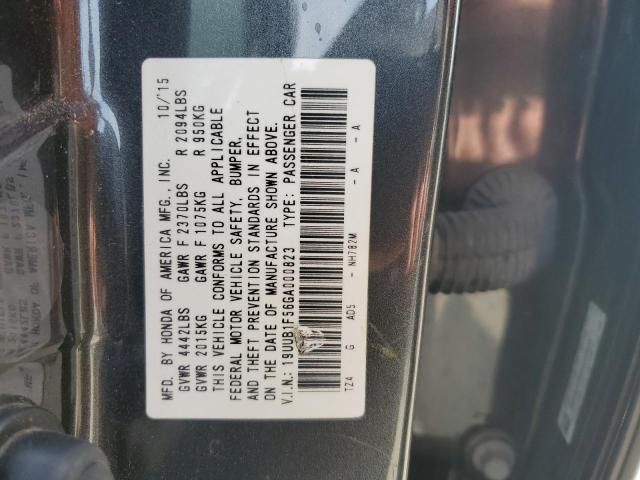 MFD. BY HONDA OF AMERICA MFG., INC. 10/15
GVWR 4442LBS GAWR F 2370LBS R 2094LBS
GVWR 2015KG GAWR F 1075KG R 950KG
THIS VEHICLE CONFORMS TO ALL APPLICABLE
FEDERAL MOTOR VEHICLE SAFETY, BUMPER,
AND THEFT PREVENTION STANDARDS IN EFFECT
ON THE DATE OF MANUFACTURE SHOWN ABOVE.
V.I.N.: 19UUB1F56GA000823 TYPE: PASSENGER CAR
TZ4 G AD5 - NH782M - A - A